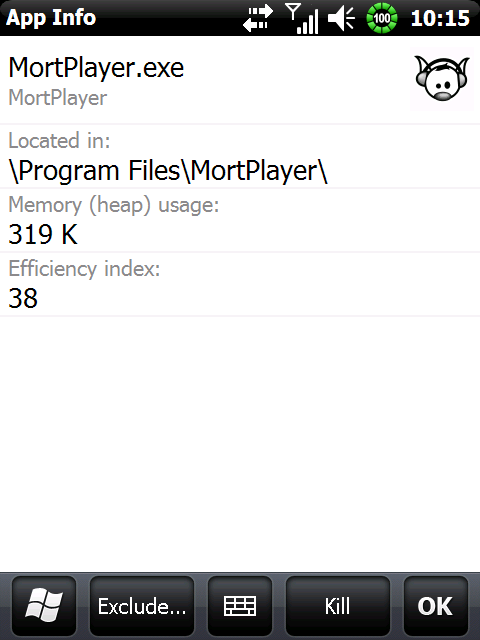 App Info 100 10:15
MortPlayer.exe
MortPlayer
Located in:
\Program Files\MortPlayer\
Memory (heap) usage:
319 K
Efficiency index:
38
Exclude... Kill OK